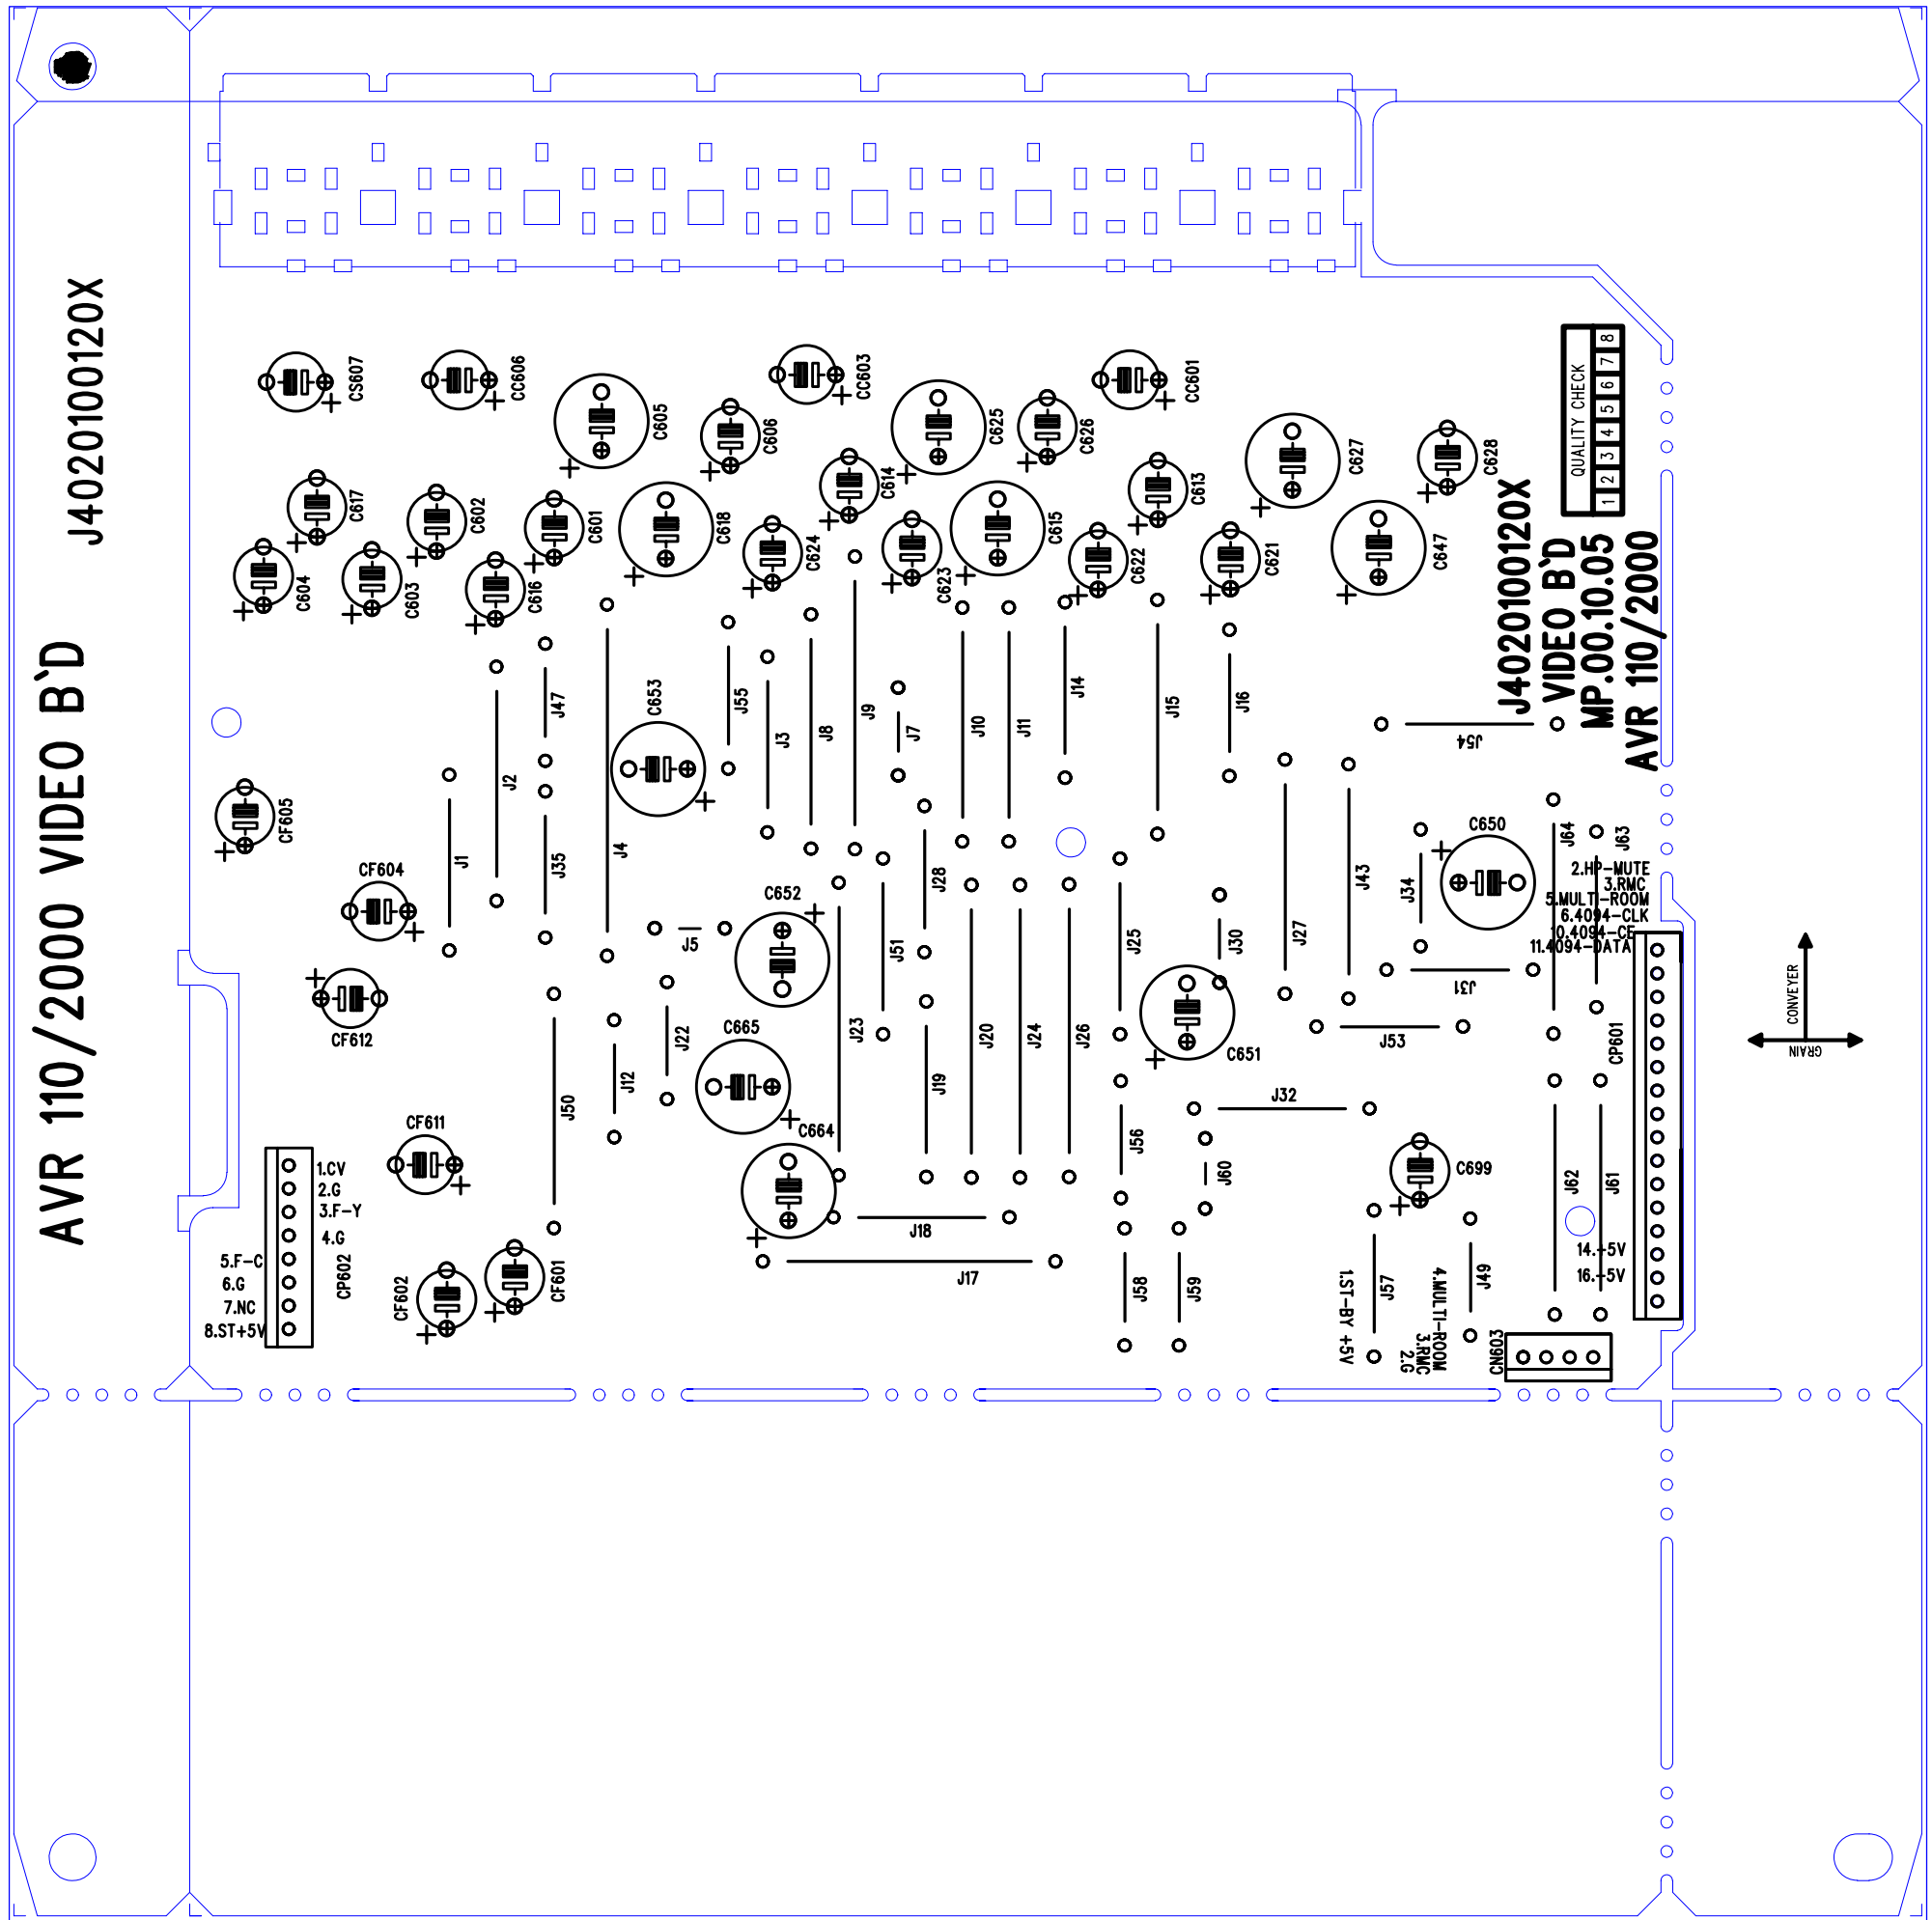 J4020100120X
AVR 110/2000 VIDEO B`D
CS607
CC606
C605
C606
CC603
C625
C626
CC601
C627
C628
QUALITY CHECK
1 2 3 4 5 6 7 8
C617
C602
C601
C618
C614
C615
C613
C604
C603
C616
C624
C623
C622
C621
C647
J4020100120X
VIDEO B`D
MP.00.10.05
AVR 110/2000
J47
C653
J55
J3
J8
J9
J7
J10
J11
J14
J15
J16
J54
CF605
J2
J1
J35
J4
J28
C650
J64
J63
CF604
C652
J5
J51
J25
J30
J27
J43
J34
2.HP-MUTE
3.RMC
5.MULTI-ROOM
6.4094-CLK
10.4094-CE
11.4094-DATA
J31
CONVEYER
GRAIN
CF612
C665
J22
J12
J50
J23
J19
J20
J24
J26
C651
J53
CP601
J32
CF611
C664
J56
J60
C699
J62
J61
1.CV
2.G
3.F-Y
4.G
5.F-C
6.G
7.NC
8.ST+5V
CP602
J18
J17
CF602
CF601
J58
J59
J57
J49
14.+5V
16.+5V
1.ST-BY +5V
4.MULTI-ROOM
3.RMC
2.G
CN603